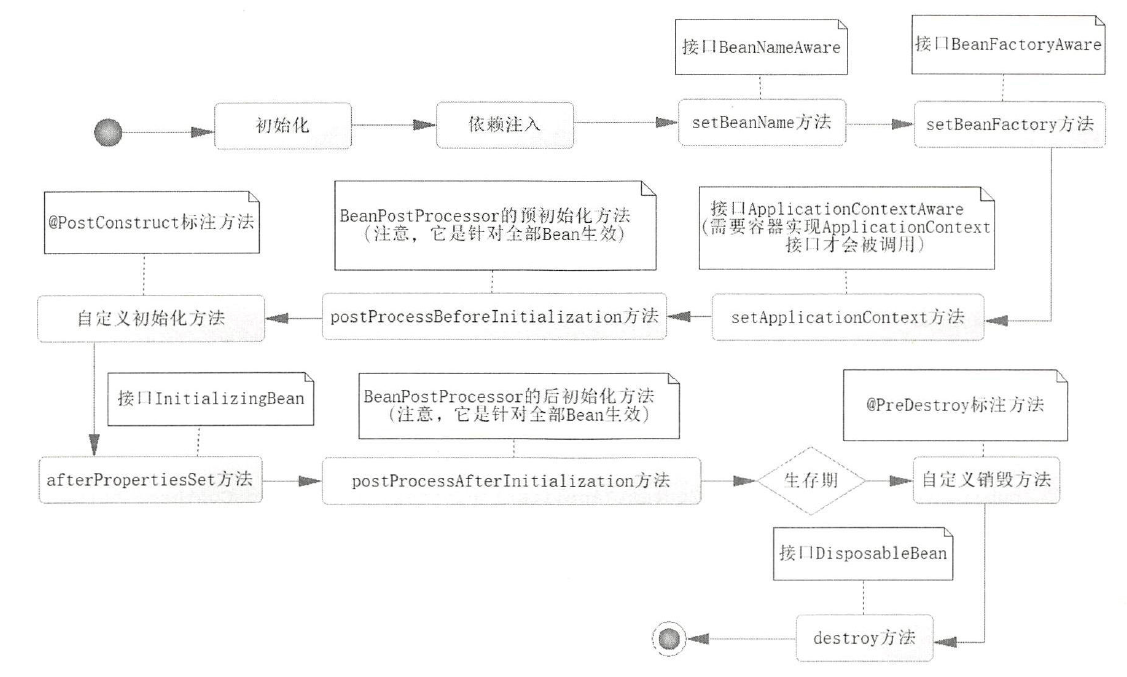 接口BeanNameAware
接口BeanFactoryAware
初始化
依赖注入
setBeanName方法
setBeanFactory方法
@PostConstruct标注方法
BeanPostProcessor的预初始化方法
（注意，它是针对全部Bean生效）
接口ApplicationContextAware
(需要容器实现ApplicationContext
接口才会被调用）
自定义初始化方法
postProcessBeforeInitialization方法
setApplicationContext方法
接口InitializingBean
BeanPostProcessor的后初始化方法
（注意，它是针对全部Bean生效）
@PreDestroy标注方法
afterPropertiesSet方法
postProcessAfterInitialization方法
生存期
自定义销毁方法
接口DisposableBean
destroy方法